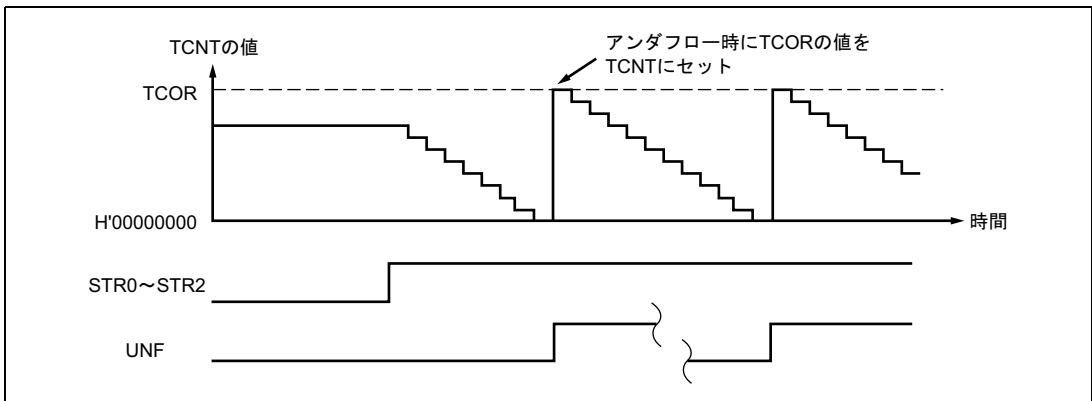 TCNTの値
アンダフロー時にTCORの値を
TCNTにセット
TCOR
H'00000000
時間
STR0～STR2
UNF